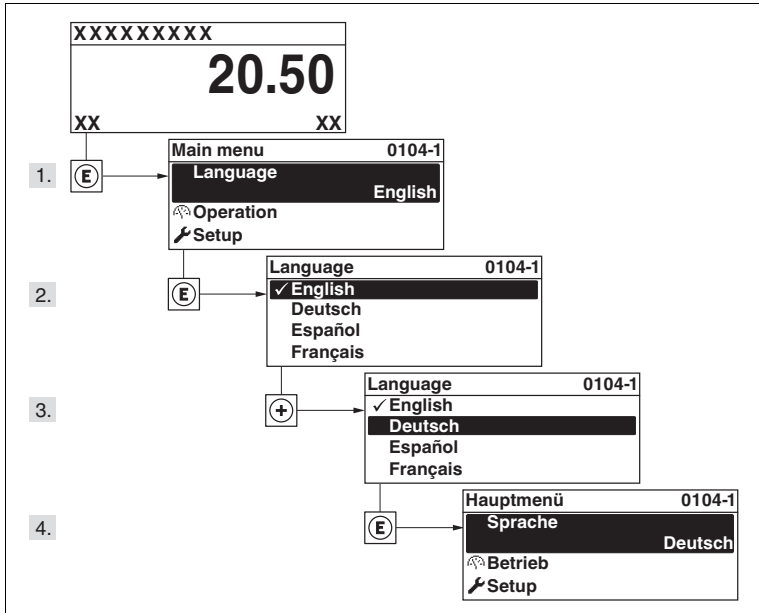 XXXXXXXXX
20.50
XX XX
Main menu 0104-1
1. E Language
English
Operation
Setup
Language 0104-1
2. E ✓ English
Deutsch
Español
Français
Language 0104-1
3. + ✓ English
Deutsch
Español
Français
Hauptmenü 0104-1
4. E Sprache
Deutsch
Betrieb
Setup